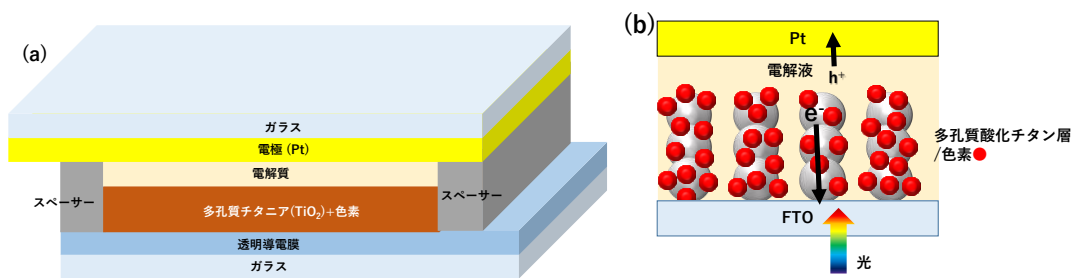 (a)
ガラス
電極 (Pt)
電解質
スペーサー
スペーサー
多孔質チタニア(TiO₂)+色素
透明導電膜
ガラス
(b)
Pt
電解液
h⁺
e⁻
多孔質酸化チタン層
/色素
FTO
光